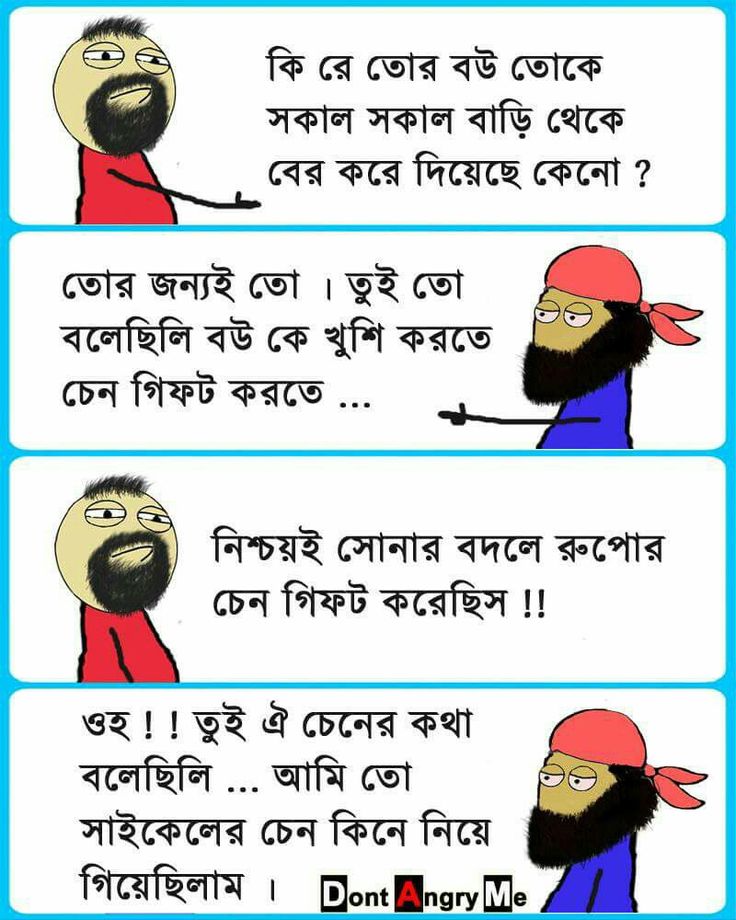 কি রে তোর বউ তোকে
সকাল সকাল বাড়ি থেকে
বের করে দিয়েছে কেনো ?
তোর জন্যই তো । তুই তো
বলেছিলি বউ কে খুশি করতে
চেন গিফট করতে ...
নিশ্চয়ই সোনার বদলে রুপোর
চেন গিফট করেছিস !!
ওহ ! ! তুই ঐ চেনের কথা
বলেছিলি ... আমি তো
সাইকেলের চেন কিনে নিয়ে
গিয়েছিলাম ।
Dont Angry Me